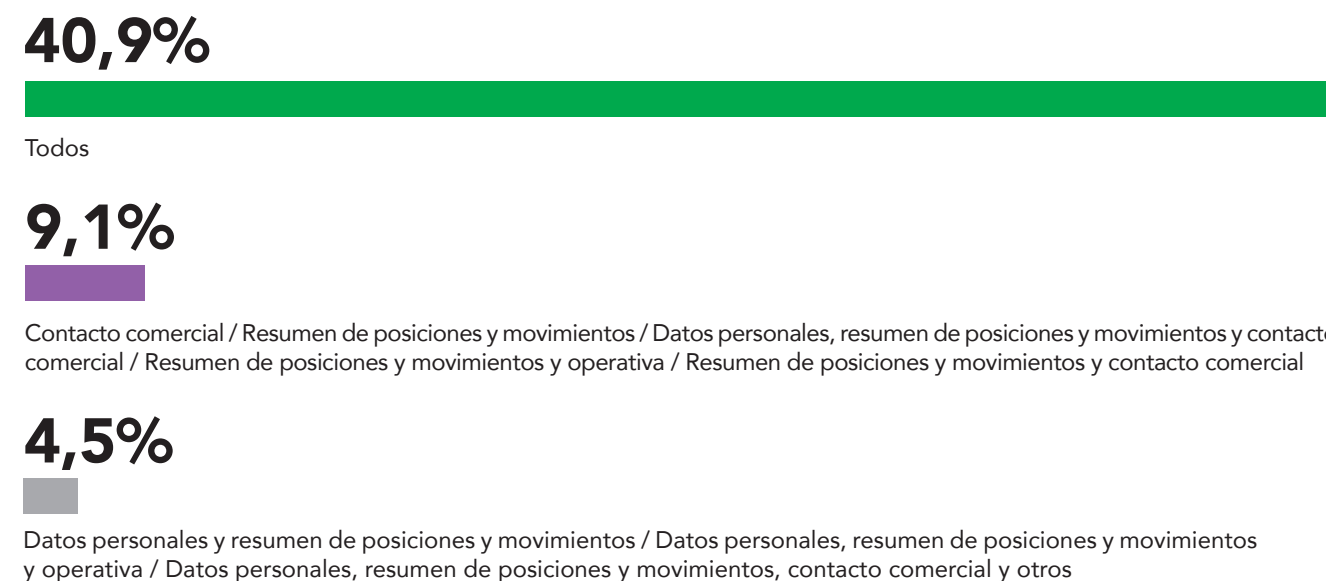 40,9%
Todos
9,1%
Contacto comercial / Resumen de posiciones y movimientos / Datos personales, resumen de posiciones y movimientos y contacto
comercial / Resumen de posiciones y movimientos y operativa / Resumen de posiciones y movimientos y contacto comercial
4,5%
Datos personales y resumen de posiciones y movimientos / Datos personales, resumen de posiciones y movimientos
y operativa / Datos personales, resumen de posiciones y movimientos, contacto comercial y otros